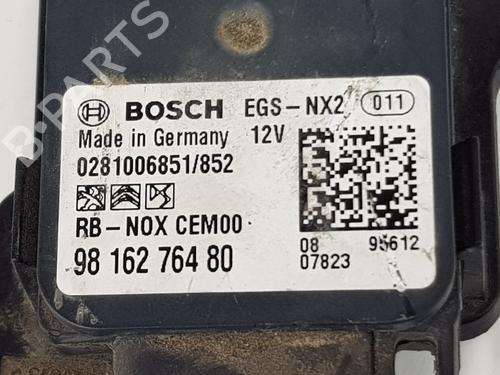 B-PARTS
BOSCH EGS-NX2 011
Made in Germany 12V
0281006851/852
RB-NOX CEM00
98 162 764 80
08 95612
07823